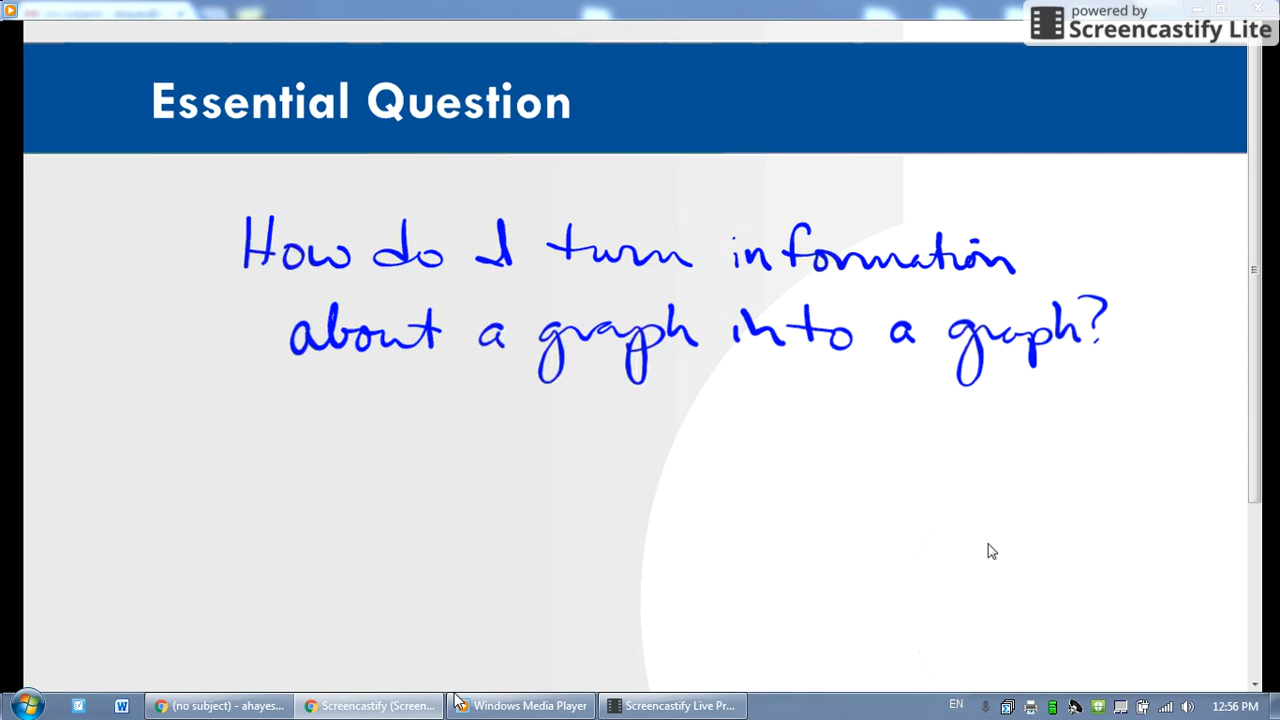 powered by
Screencastify Lite
Essential Question
How do I turn information
about a graph into a graph?
(no subject) - ahayes...
Screencastify (Screen...
Windows Media Player
Screencastify Live Pr...
EN
12:56 PM